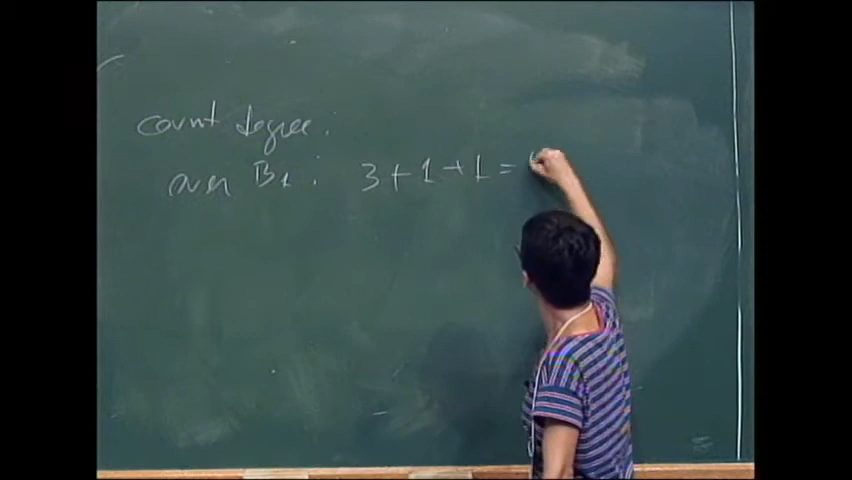 count degree.
over B₁: 3+1+1=